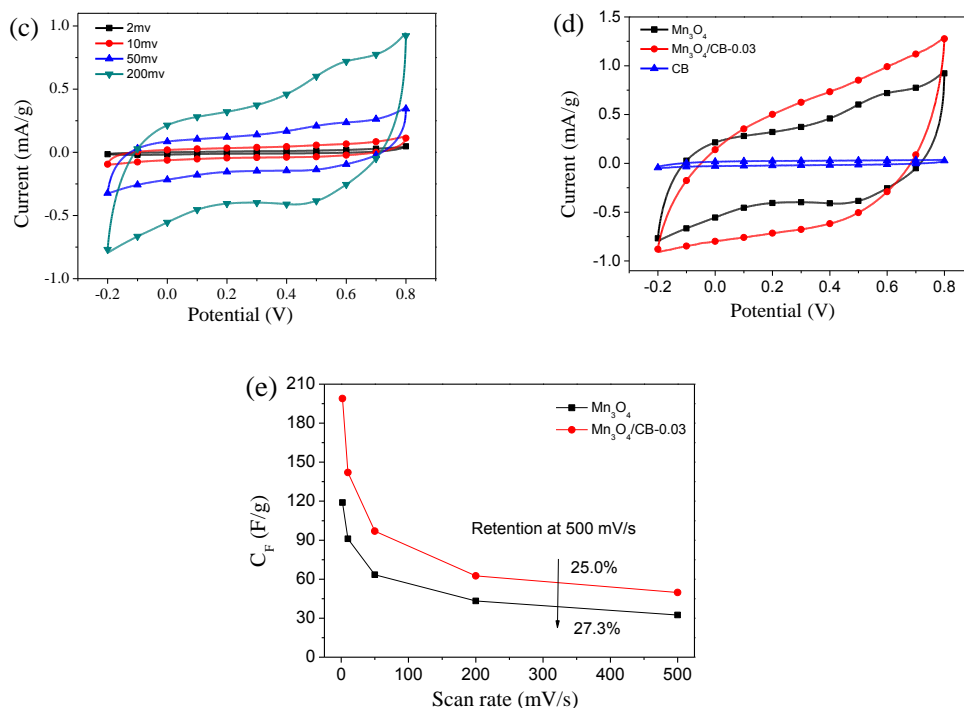 (c)
2mv
10mv
50mv
200mv
Current (mA/g)
1.0
0.5
0.0
-0.5
-1.0
-0.2 0.0 0.2 0.4 0.6 0.8
Potential (V)
(d)
Mn₃O₄
Mn₃O₄/CB-0.03
CB
Current (mA/g)
1.5
1.0
0.5
0.0
-0.5
-1.0
-0.2 0.0 0.2 0.4 0.6 0.8
Potential (V)
(e)
Mn₃O₄
Mn₃O₄/CB-0.03
C_F (F/g)
210
180
150
120
90
60
30
0
Retention at 500 mV/s
25.0%
27.3%
0 100 200 300 400 500
Scan rate (mV/s)